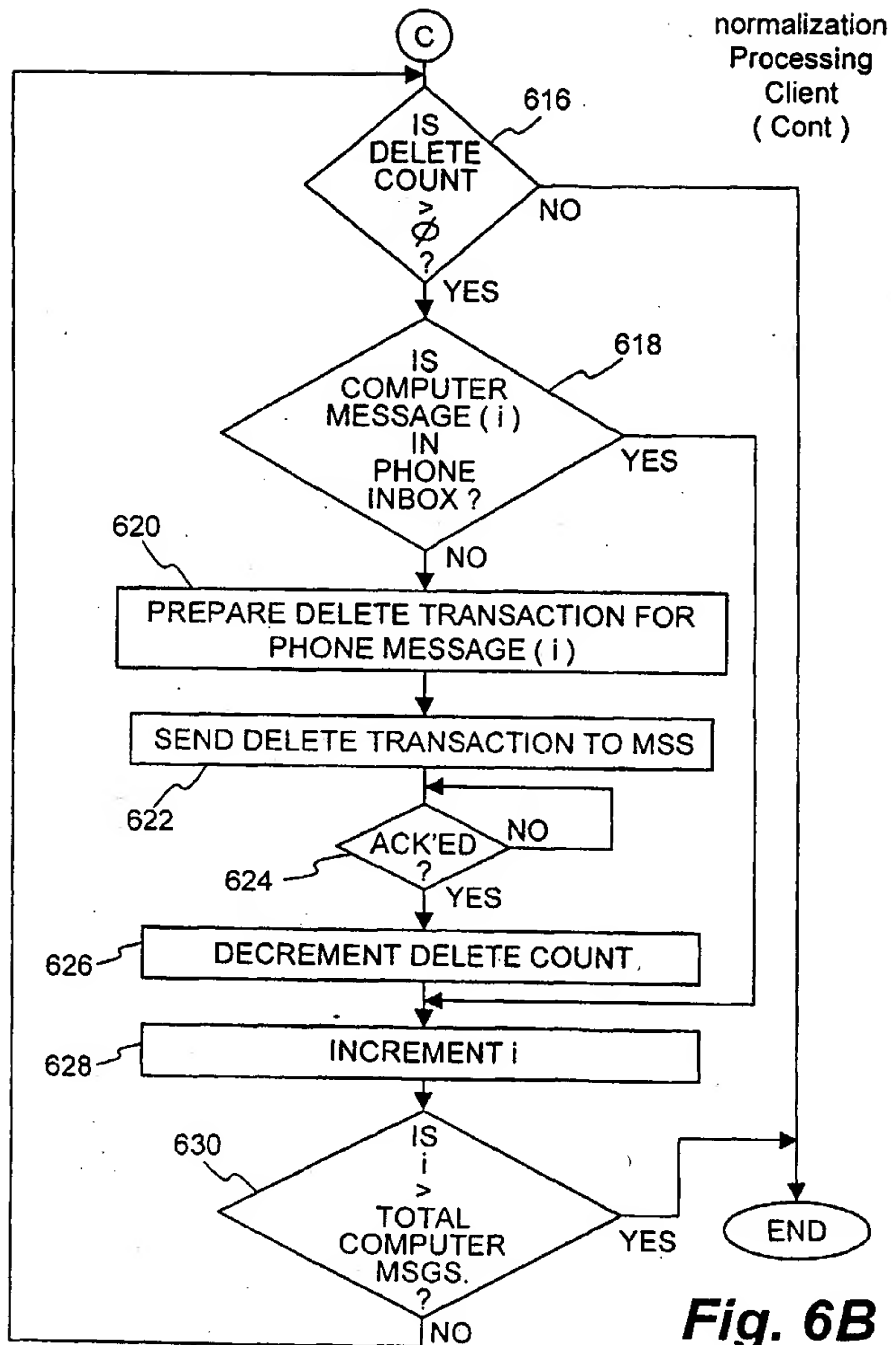 C
normalization
Processing
Client
( Cont )
616
IS
DELETE
COUNT
>
Ø
?
NO
YES
618
IS
COMPUTER
MESSAGE ( i )
IN
PHONE
INBOX ?
YES
NO
620
PREPARE DELETE TRANSACTION FOR
PHONE MESSAGE ( i )
SEND DELETE TRANSACTION TO MSS
622
ACK'ED
?
NO
624
YES
DECREMENT DELETE COUNT
626
INCREMENT i
628
630
IS
i
>
TOTAL
COMPUTER
MSGS.
?
YES
END
NO
Fig. 6B